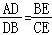 AD/DB = BE/CE